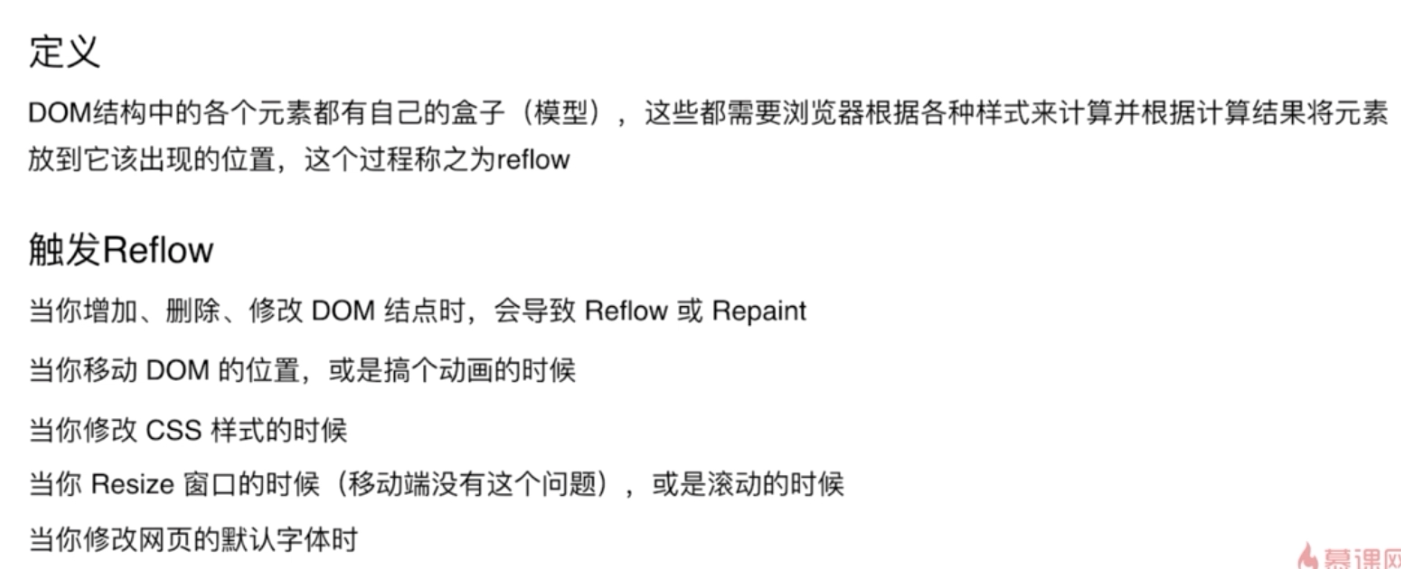 定义
DOM结构中的各个元素都有自己的盒子（模型），这些都需要浏览器根据各种样式来计算并根据计算结果将元素
放到它该出现的位置，这个过程称之为reflow
触发Reflow
当你增加、删除、修改 DOM 结点时，会导致 Reflow 或 Repaint
当你移动 DOM 的位置，或是搞个动画的时候
当你修改 CSS 样式的时候
当你 Resize 窗口的时候（移动端没有这个问题），或是滚动的时候
当你修改网页的默认字体时
慕课网